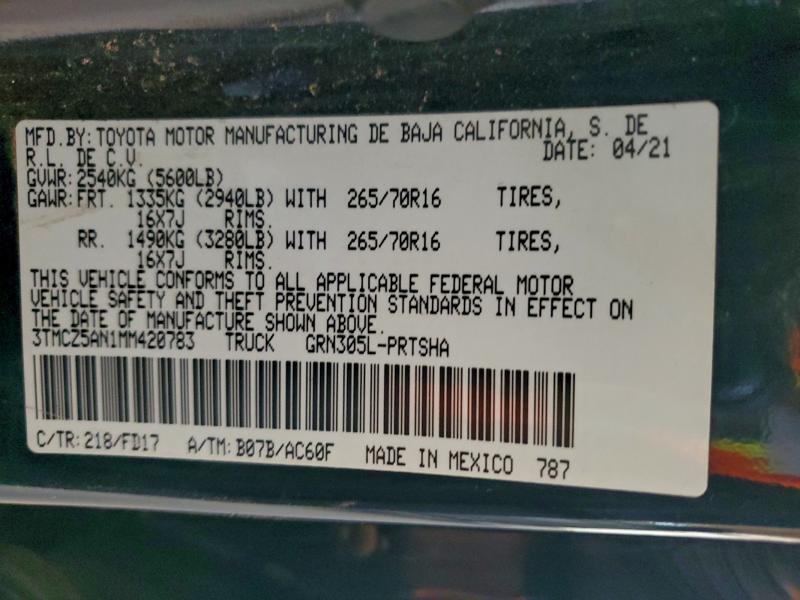 MFD.BY: TOYOTA MOTOR MANUFACTURING DE BAJA CALIFORNIA, S. DE
R.L. DE C.V. DATE: 04/21
GVWR: 2540KG (5600LB)
GAWR: FRT. 1335KG (2940LB) WITH 265/70R16 TIRES,
16X7J RIMS.
RR. 1490KG (3280LB) WITH 265/70R16 TIRES,
16X7J RIMS.
THIS VEHICLE CONFORMS TO ALL APPLICABLE FEDERAL MOTOR
VEHICLE SAFETY AND THEFT PREVENTION STANDARDS IN EFFECT ON
THE DATE OF MANUFACTURE SHOWN ABOVE.
3TMCZ5AN1MM420783 TRUCK GRN305L-PRTSHA
C/TR: 218/FD17 A/TM: B07B/AC60F MADE IN MEXICO 787